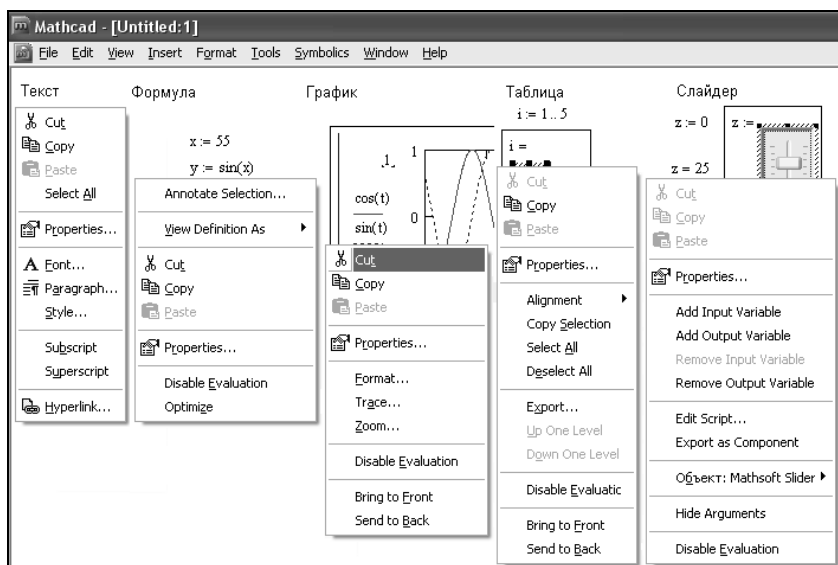 Mathcad - [Untitled:1]
File Edit View Insert Format Tools Symbolics Window Help
Текст
Cut
Copy
Paste
Select All
Properties...
Font...
Paragraph...
Style...
Subscript
Superscript
Hyperlink...
Формула
x := 55
y := sin(x)
Annotate Selection...
View Definition As
Cut
Copy
Paste
Properties...
Disable Evaluation
Optimize
График
1
1
cos(t)
sin(t)
0
Cut
Copy
Paste
Properties...
Format...
Trace...
Zoom...
Disable Evaluation
Bring to Front
Send to Back
Таблица
i := 1..5
i =
Cut
Copy
Paste
Properties...
Alignment
Copy Selection
Select All
Deselect All
Export...
Up One Level
Down One Level
Disable Evaluatic
Bring to Front
Send to Back
Слайдер
z := 0
z :=
z = 25
Cut
Copy
Paste
Properties...
Add Input Variable
Add Output Variable
Remove Input Variable
Remove Output Variable
Edit Script...
Export as Component
Объект: Mathsoft Slider
Hide Arguments
Disable Evaluation